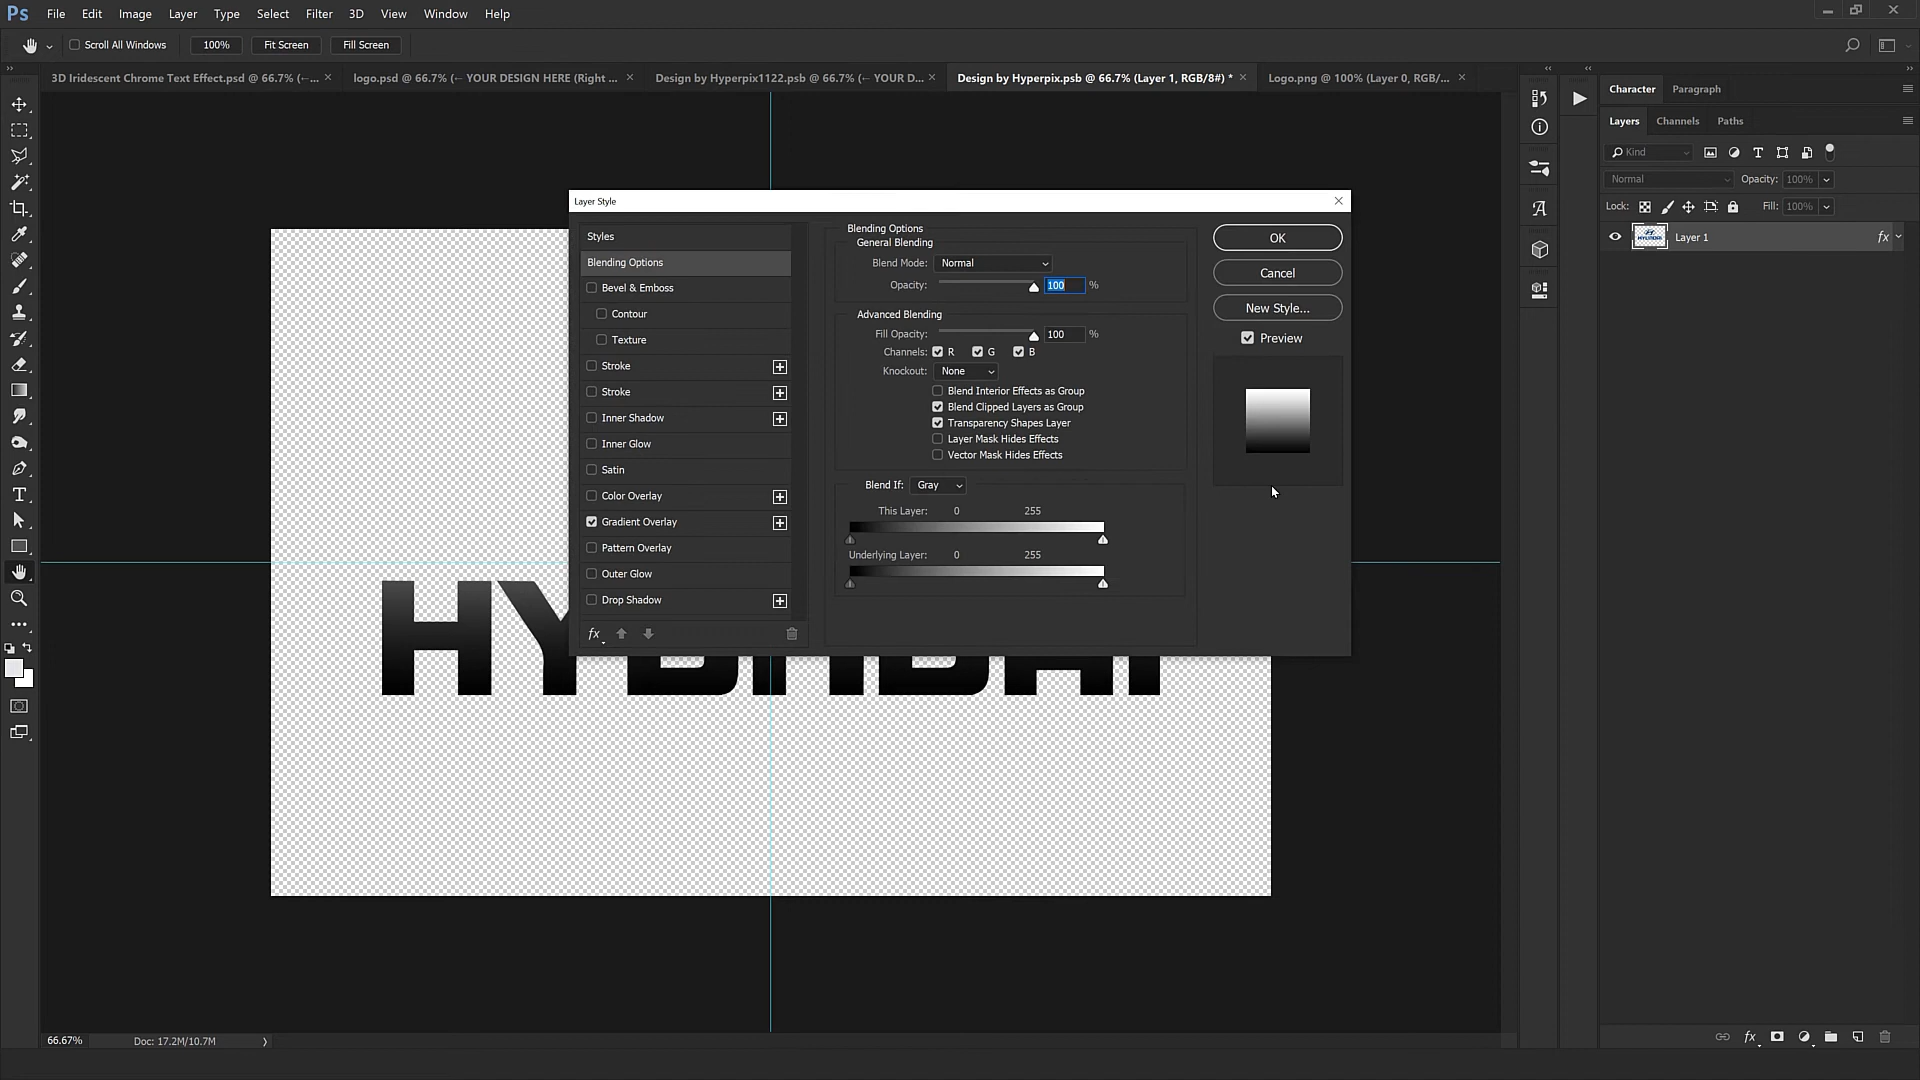 Ps File Edit Image Layer Type Select Filter 3D View Window Help
Scroll All Windows 100% Fit Screen Fill Screen
3D Iridescent Chrome Text Effect.psd @ 66.7% (←... × logo.psd @ 66.7% (← YOUR DESIGN HERE (Right ... × Design by Hyperpix1122.psb @ 66.7% (← YOUR D... × Design by Hyperpix.psb @ 66.7% (Layer 1, RGB/8#) * × Logo.png @ 100% (Layer 0, RGB/... ×
Character Paragraph
Layers Channels Paths
Kind
Normal Opacity: 100%
Lock: Fill: 100%
Layer 1 fx
Layer Style
Styles
Blending Options
Bevel & Emboss
Contour
Texture
Stroke
Stroke
Inner Shadow
Inner Glow
Satin
Color Overlay
Gradient Overlay
Pattern Overlay
Outer Glow
Drop Shadow
fx
Blending Options
General Blending
Blend Mode: Normal
Opacity: 100 %
Advanced Blending
Fill Opacity: 100 %
Channels: R G B
Knockout: None
Blend Interior Effects as Group
Blend Clipped Layers as Group
Transparency Shapes Layer
Layer Mask Hides Effects
Vector Mask Hides Effects
Blend If: Gray
This Layer: 0 255
Underlying Layer: 0 255
OK
Cancel
New Style...
Preview
HYUNDAI
66.67% Doc: 17.2M/10.7M
fx